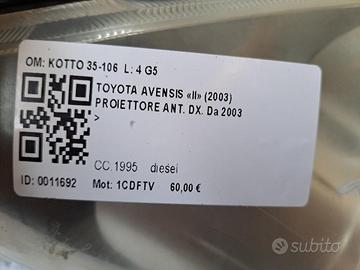 OM: KOTTO 35-106 L: 4 G5
TOYOTA AVENSIS «II» (2003)
PROIETTORE ANT. DX. Da 2003
>
CC.1995 diesel
ID: 0011692 Mot: 1CDFTV 60,00 €
subito